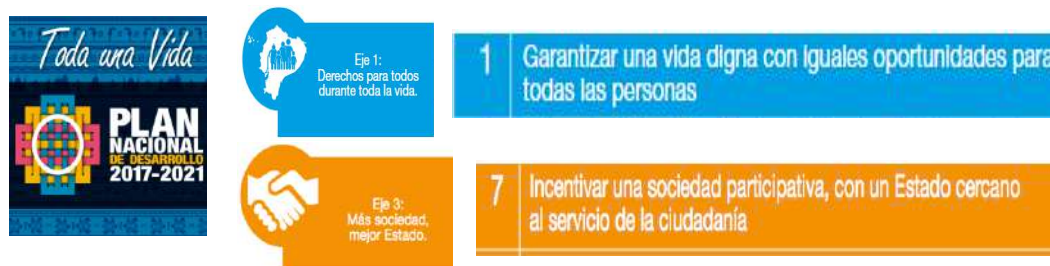 Toda una Vida
PLAN
NACIONAL
DE DESARROLLO
2017-2021
Eje 1:
Derechos para todos
durante toda la vida.
1
Garantizar una vida digna con iguales oportunidades para
todas las personas
Eje 3:
Más sociedad,
mejor Estado.
7
Incentivar una sociedad participativa, con un Estado cercano
al servicio de la ciudadanía